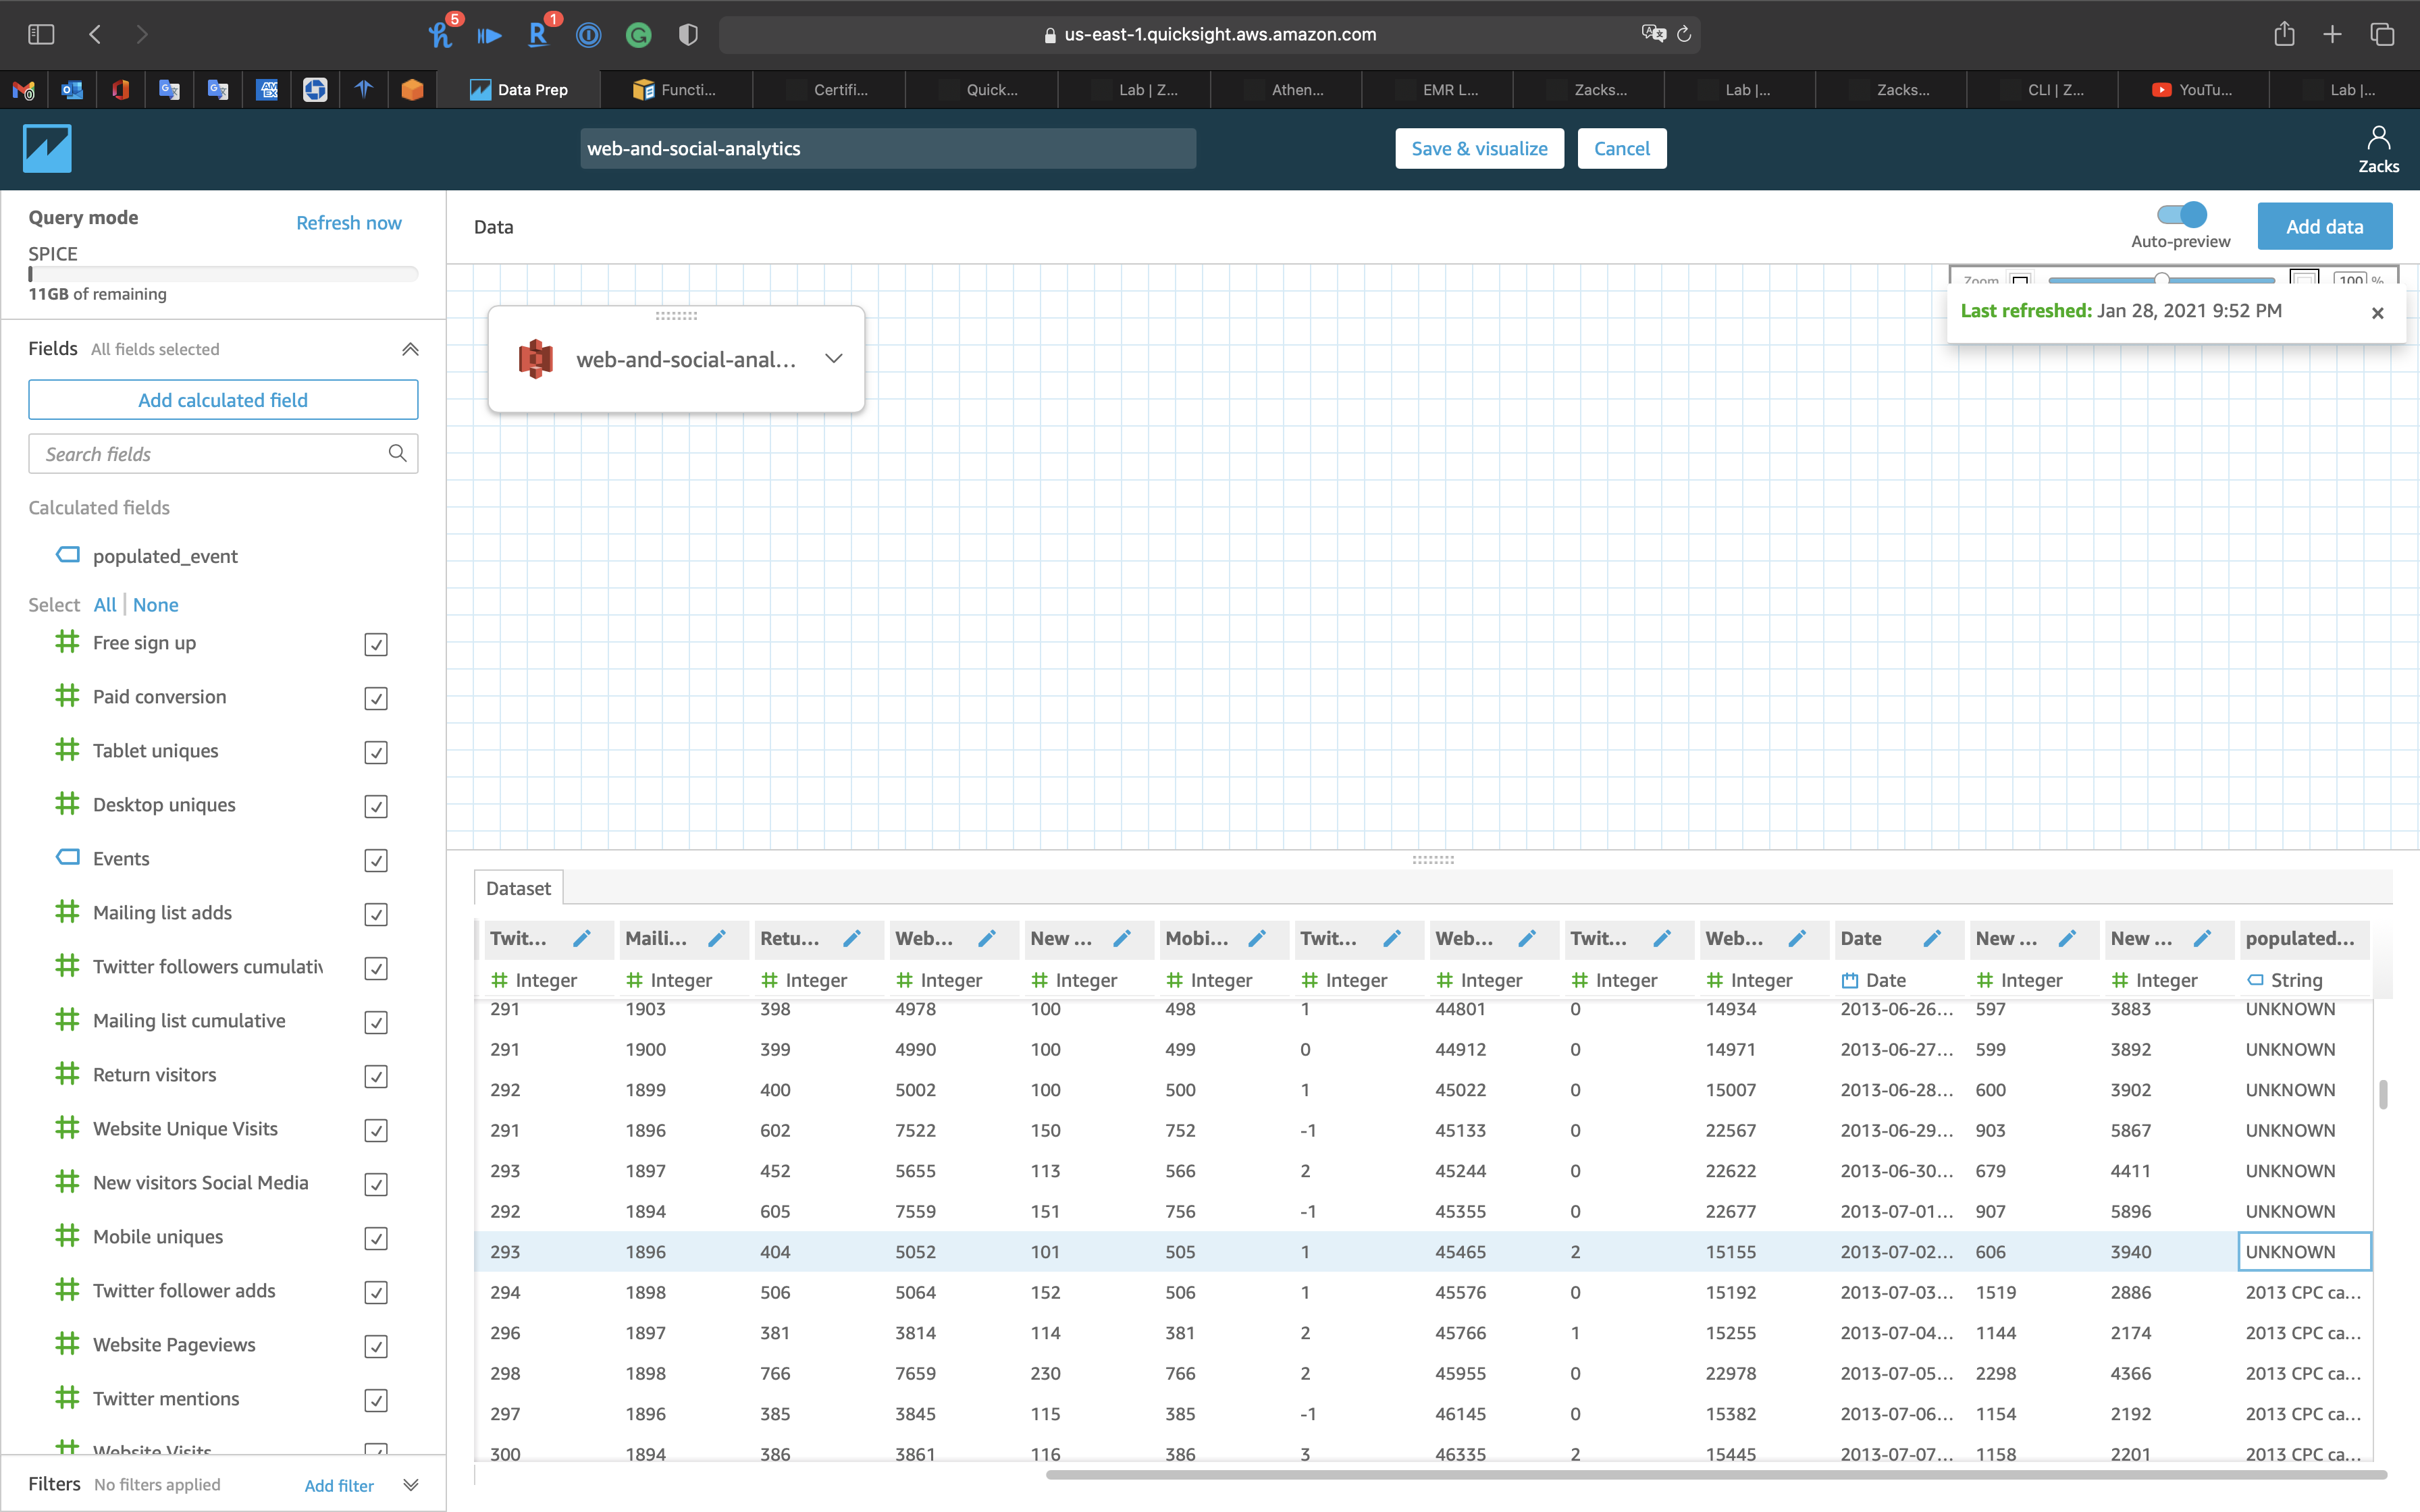 5 1 us-east-1.quicksight.aws.amazon.com
Data Prep Functi... Certifi... Quick... Lab | Z... Athen... EMR L... Zacks... Lab |... Zacks... CLI | Z... YouTu... Lab |...
web-and-social-analytics Save & visualize Cancel Zacks
Query mode Refresh now
SPICE
11GB of remaining
Data Auto-preview Add data
Zoom 100 %
Last refreshed: Jan 28, 2021 9:52 PM
web-and-social-anal...
Fields All fields selected
Add calculated field
Search fields
Calculated fields
populated_event
Select All | None
Free sign up
Paid conversion
Tablet uniques
Desktop uniques
Events
Mailing list adds
Twitter followers cumulativ
Mailing list cumulative
Return visitors
Website Unique Visits
New visitors Social Media
Mobile uniques
Twitter follower adds
Website Pageviews
Twitter mentions
Website Visits
Filters No filters applied Add filter
Dataset
Twit... Maili... Retu... Web... New ... Mobi... Twit... Web... Twit... Web... Date New ... New ... populated...
Integer Integer Integer Integer Integer Integer Integer Integer Integer Integer Date Integer Integer String
291 1903 398 4978 100 498 1 44801 0 14934 2013-06-26... 597 3883 UNKNOWN
291 1900 399 4990 100 499 0 44912 0 14971 2013-06-27... 599 3892 UNKNOWN
292 1899 400 5002 100 500 1 45022 0 15007 2013-06-28... 600 3902 UNKNOWN
291 1896 602 7522 150 752 -1 45133 0 22567 2013-06-29... 903 5867 UNKNOWN
293 1897 452 5655 113 566 2 45244 0 22622 2013-06-30... 679 4411 UNKNOWN
292 1894 605 7559 151 756 -1 45355 0 22677 2013-07-01... 907 5896 UNKNOWN
293 1896 404 5052 101 505 1 45465 2 15155 2013-07-02... 606 3940 UNKNOWN
294 1898 506 5064 152 506 1 45576 0 15192 2013-07-03... 1519 2886 2013 CPC ca...
296 1897 381 3814 114 381 2 45766 1 15255 2013-07-04... 1144 2174 2013 CPC ca...
298 1898 766 7659 230 766 2 45955 0 22978 2013-07-05... 2298 4366 2013 CPC ca...
297 1896 385 3845 115 385 -1 46145 0 15382 2013-07-06... 1154 2192 2013 CPC ca...
300 1894 386 3861 116 386 3 46335 2 15445 2013-07-07... 1158 2201 2013 CPC ca...